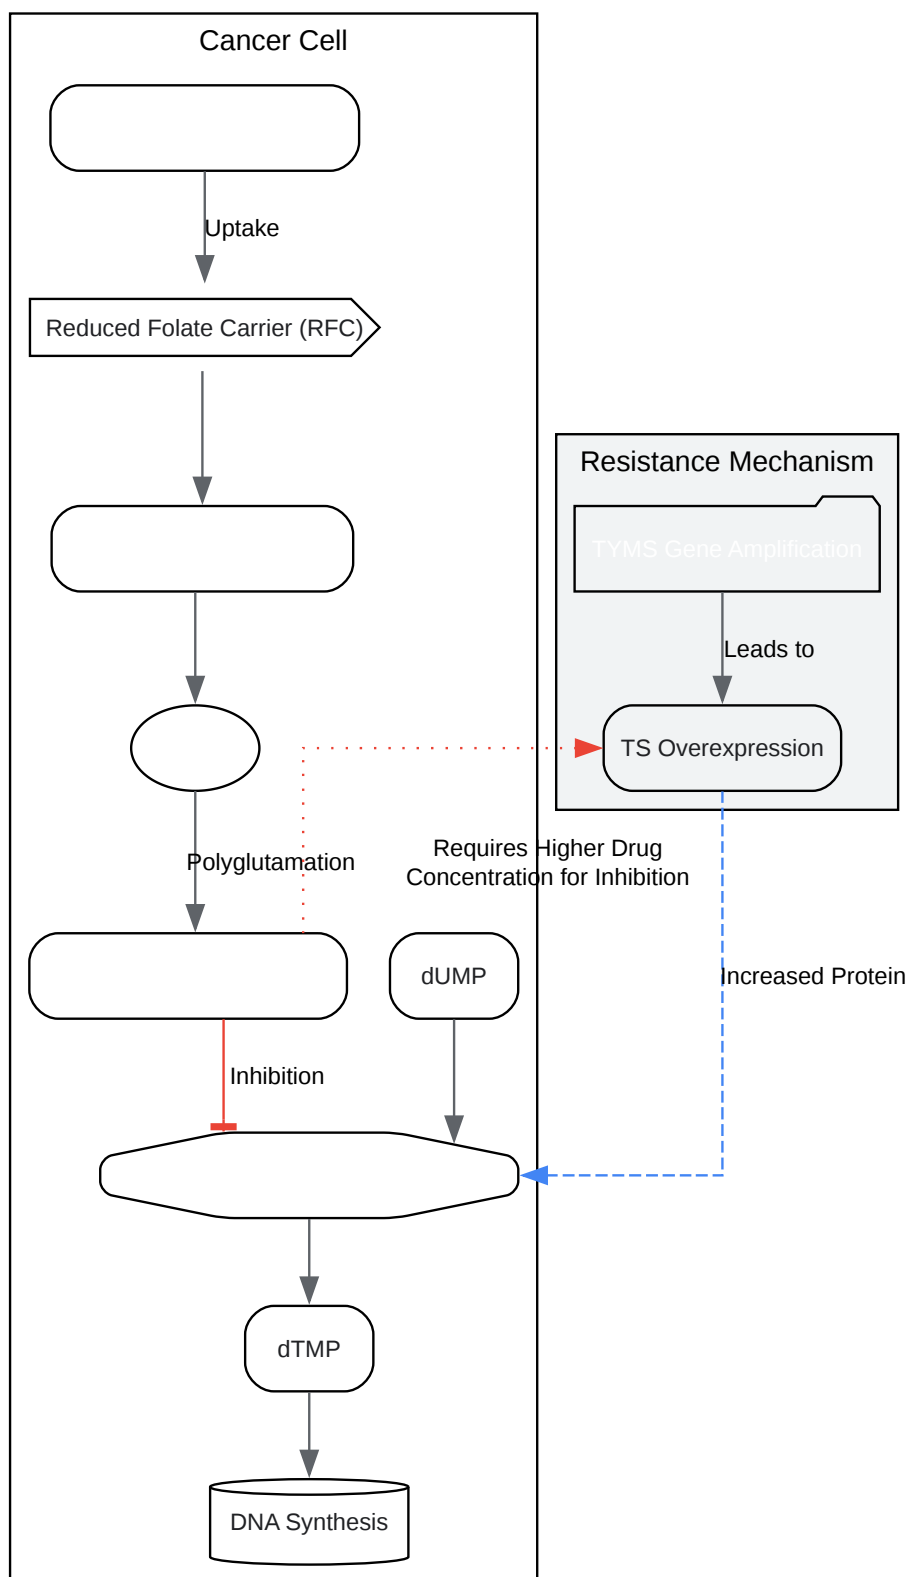 Cancer Cell
Uptake
Reduced Folate Carrier (RFC)
Resistance Mechanism
TYMS Gene Amplification
Leads to
TS Overexpression
Polyglutamation
Requires Higher Drug
Concentration for Inhibition
dUMP
Increased Protein
Inhibition
dTMP
DNA Synthesis